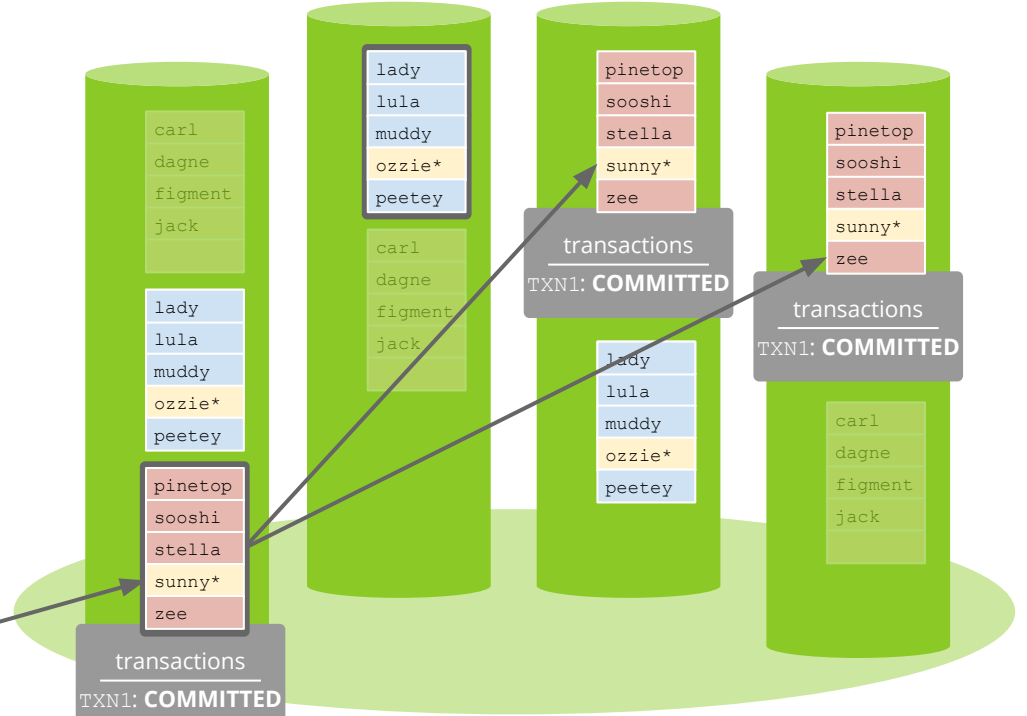 carl
dagne
figment
jack
lady
lula
muddy
ozzie*
peetey
pinetop
sooshi
stella
sunny*
zee
transactions
TXN1: COMMITTED
lady
lula
muddy
ozzie*
peetey
carl
dagne
figment
jack
pinetop
sooshi
stella
sunny*
zee
transactions
TXN1: COMMITTED
lady
lula
muddy
ozzie*
peetey
pinetop
sooshi
stella
sunny*
zee
transactions
TXN1: COMMITTED
carl
dagne
figment
jack